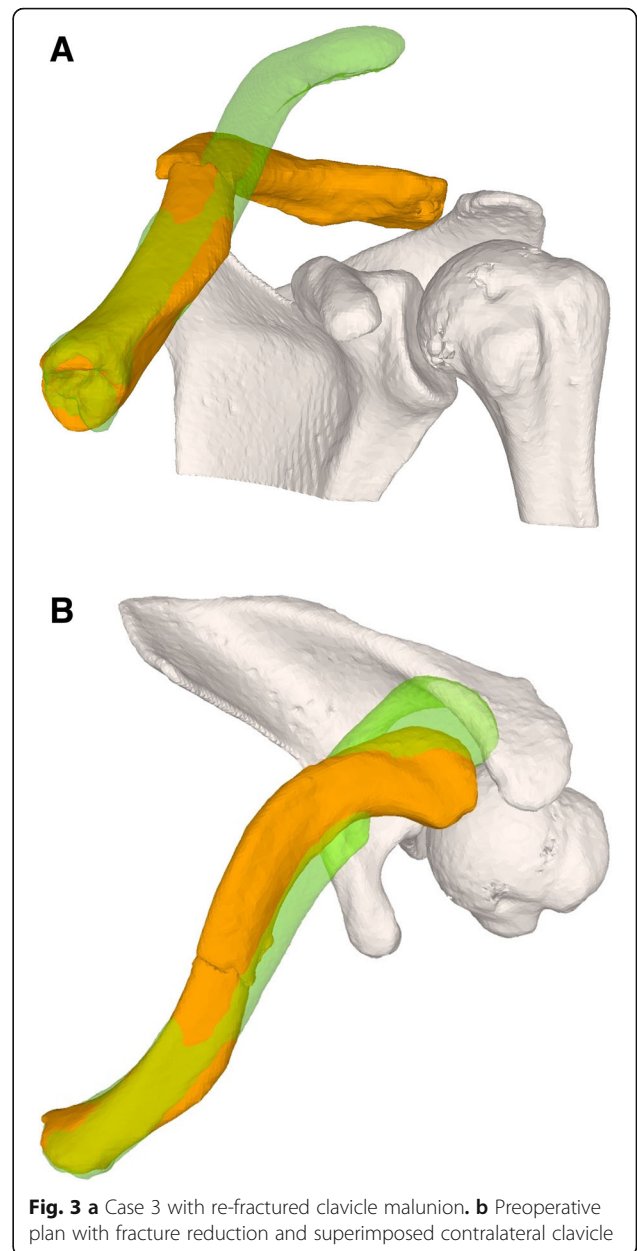 A
B
Fig. 3 a Case 3 with re-fractured clavicle malunion. b Preoperative
plan with fracture reduction and superimposed contralateral clavicle